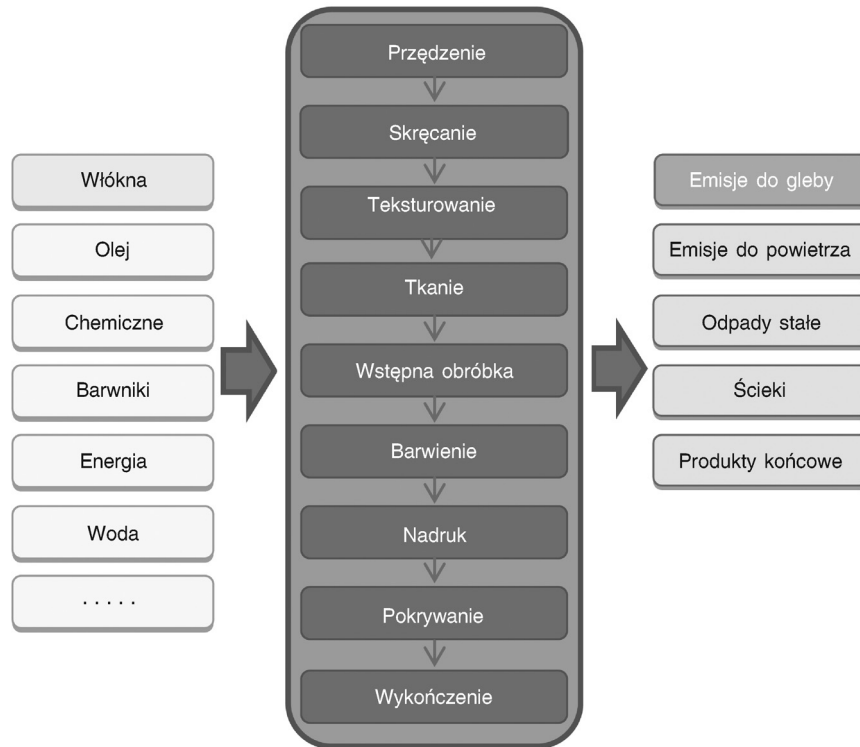 Włókna
Olej
Chemiczne
Barwniki
Energia
Woda
. . . . .
Przędzenie
Skręcanie
Teksturowanie
Tkanie
Wstępna obróbka
Barwienie
Nadruk
Pokrywanie
Wykończenie
Emisje do gleby
Emisje do powietrza
Odpady stałe
Ścieki
Produkty końcowe